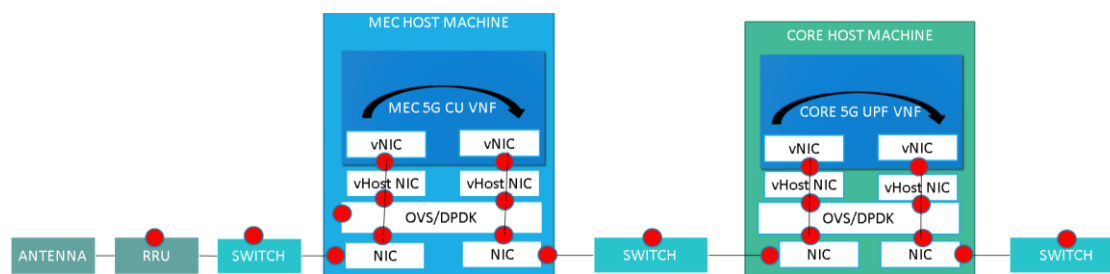 MEC HOST MACHINE
MEC 5G CU VNF
vNIC
vNIC
vHost NIC
vHost NIC
OVS/DPDK
NIC
NIC
ANTENNA
RRU
SWITCH
SWITCH
CORE HOST MACHINE
CORE 5G UPF VNF
vNIC
vNIC
vHost NIC
vHost NIC
OVS/DPDK
NIC
NIC
SWITCH